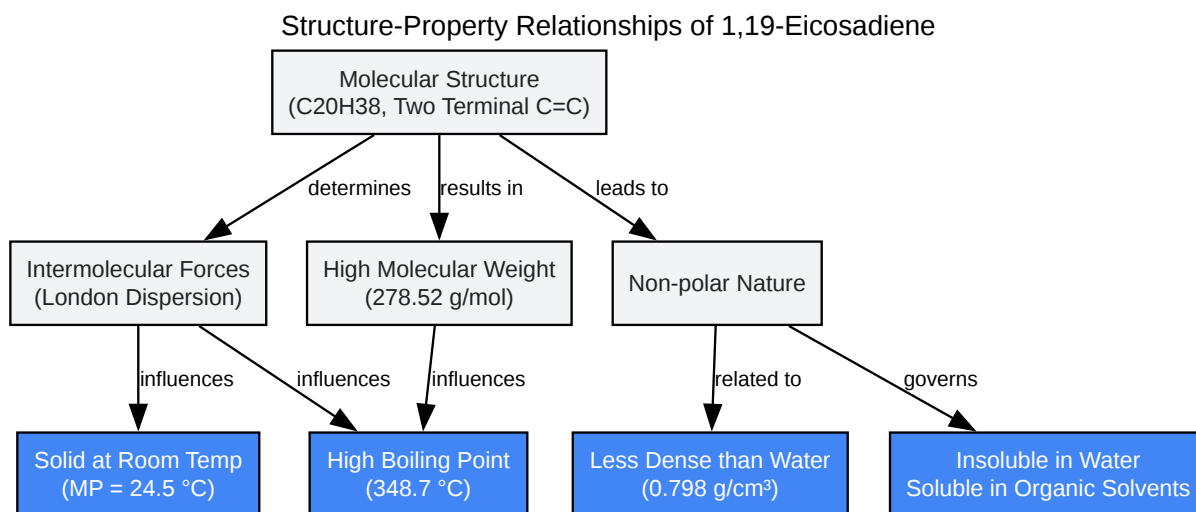 Structure-Property Relationships of 1,19-Eicosadiene
Molecular Structure
(C20H38, Two Terminal C=C)
determines
results in
leads to
Intermolecular Forces
(London Dispersion)
High Molecular Weight
(278.52 g/mol)
Non-polar Nature
influences
influences
influences
related to
governs
Solid at Room Temp
(MP = 24.5 °C)
High Boiling Point
(348.7 °C)
Less Dense than Water
(0.798 g/cm³)
Insoluble in Water
Soluble in Organic Solvents